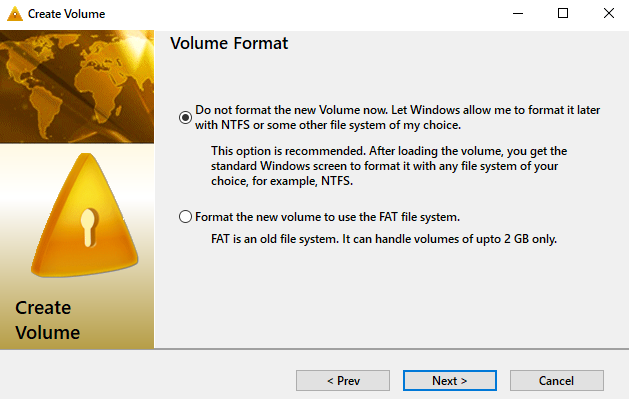 Create Volume
Volume Format
Do not format the new Volume now. Let Windows allow me to format it later
with NTFS or some other file system of my choice.
This option is recommended. After loading the volume, you get the
standard Windows screen to format it with any file system of your
choice, for example, NTFS.
Format the new volume to use the FAT file system.
FAT is an old file system. It can handle volumes of upto 2 GB only.
Create
Volume
< Prev
Next >
Cancel